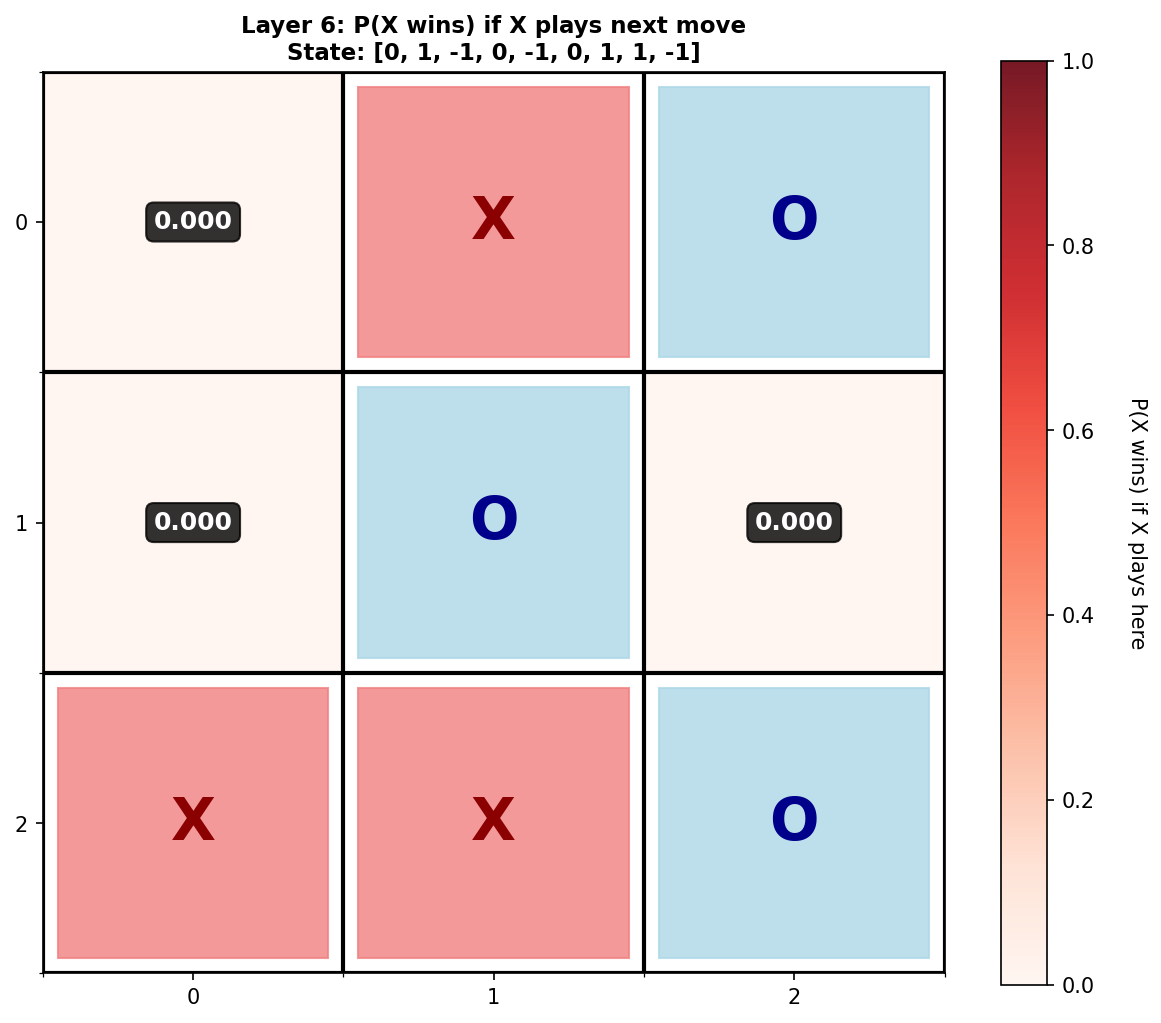 Layer 6: P(X wins) if X plays next move
State: [0, 1, -1, 0, -1, 0, 1, 1, -1]
0
0.000
X
O
1
0.000
O
0.000
2
X
X
O
0
1
2
1.0
0.8
0.6
0.4
0.2
0.0
P(X wins) if X plays here